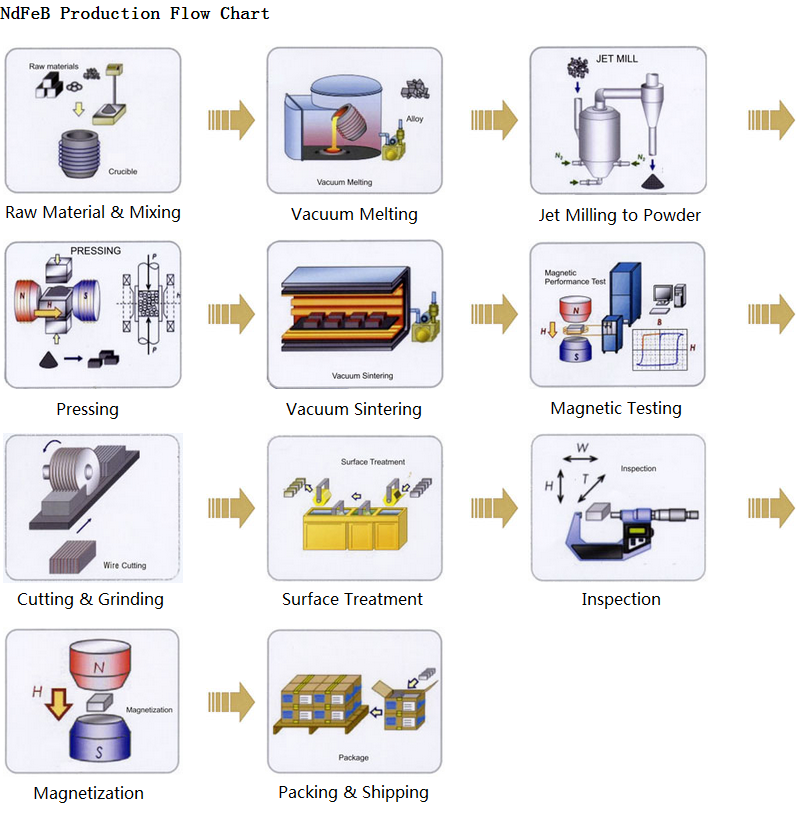 NdFeB Production Flow Chart
Raw materials
Crucible
Raw Material & Mixing
Alloy
Vacuum Melting
Vacuum Melting
JET MILL
N₂
N₂
Jet Milling to Powder
PRESSING
P
N
H
S
h
P
Pressing
Vacuum Sintering
Vacuum Sintering
Magnetic
Performance Test
N
H
S
B
H
Magnetic Testing
Wire Cutting
Cutting & Grinding
Surface Treatment
Surface Treatment
W
H
T
Inspection
Inspection
N
H
Magnetization
S
Magnetization
Package
Packing & Shipping